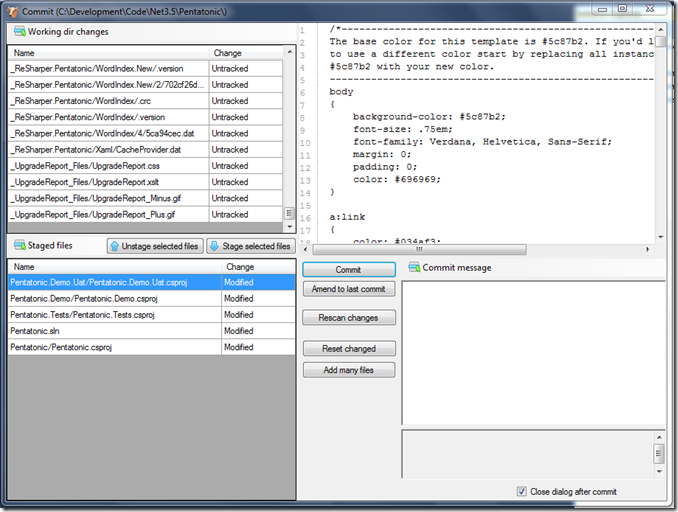 Commit (C:\Development\Code\Net3.5\Pentatonic\)
Working dir changes
Name Change
_ReSharper.Pentatonic/WordIndex.New/.version Untracked
_ReSharper.Pentatonic/WordIndex.New/2/702cf26d... Untracked
_ReSharper.Pentatonic/WordIndex/.crc Untracked
_ReSharper.Pentatonic/WordIndex/.version Untracked
_ReSharper.Pentatonic/WordIndex/4/5ca94cec.dat Untracked
_ReSharper.Pentatonic/Xaml/CacheProvider.dat Untracked
_UpgradeReport_Files/UpgradeReport.css Untracked
_UpgradeReport_Files/UpgradeReport.xslt Untracked
_UpgradeReport_Files/UpgradeReport_Minus.gif Untracked
_UpgradeReport_Files/UpgradeReport_Plus.gif Untracked
1 /*----------------------------------------------------------
2 The base color for this template is #5c87b2. If you'd l
3 to use a different color start by replacing all instanc
4 #5c87b2 with your new color.
5 ----------------------------------------------------------
6 body
7 {
8 background-color: #5c87b2;
9 font-size: .75em;
10 font-family: Verdana, Helvetica, Sans-Serif;
11 margin: 0;
12 padding: 0;
13 color: #696969;
14 }
15
16 a:link
17 {
18 color: #034af3;
Staged files
Unstage selected files
Stage selected files
Name Change
Pentatonic.Demo.Uat/Pentatonic.Demo.Uat.csproj Modified
Pentatonic.Demo/Pentatonic.Demo.csproj Modified
Pentatonic.Tests/Pentatonic.Tests.csproj Modified
Pentatonic.sln Modified
Pentatonic/Pentatonic.csproj Modified
Commit
Amend to last commit
Rescan changes
Reset changed
Add many files
Commit message
Close dialog after commit